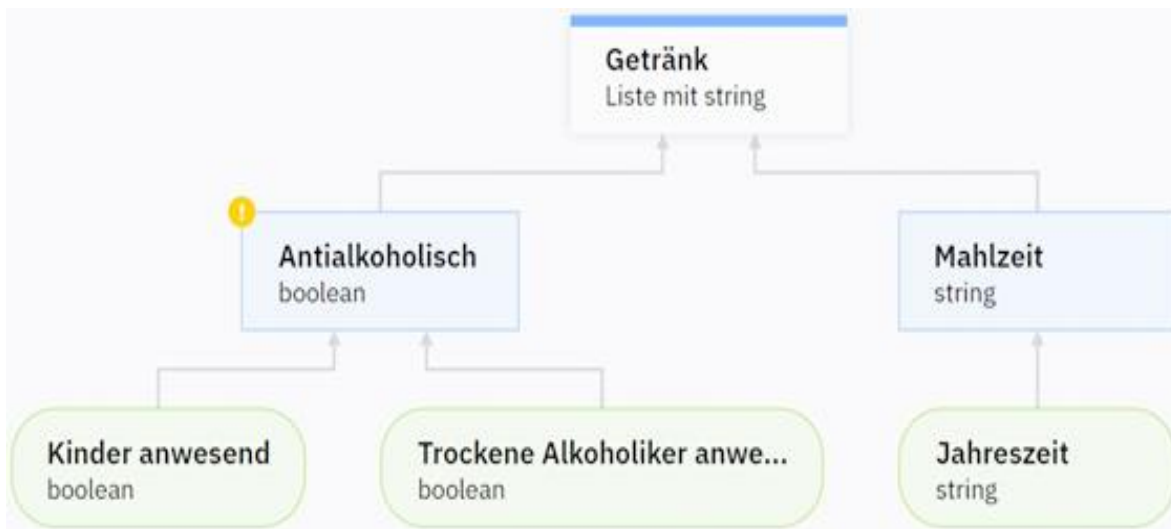 Getränk
Liste mit string
!
Antialkoholisch
boolean
Mahlzeit
string
Kinder anwesend
boolean
Trockene Alkoholiker anwe...
boolean
Jahreszeit
string